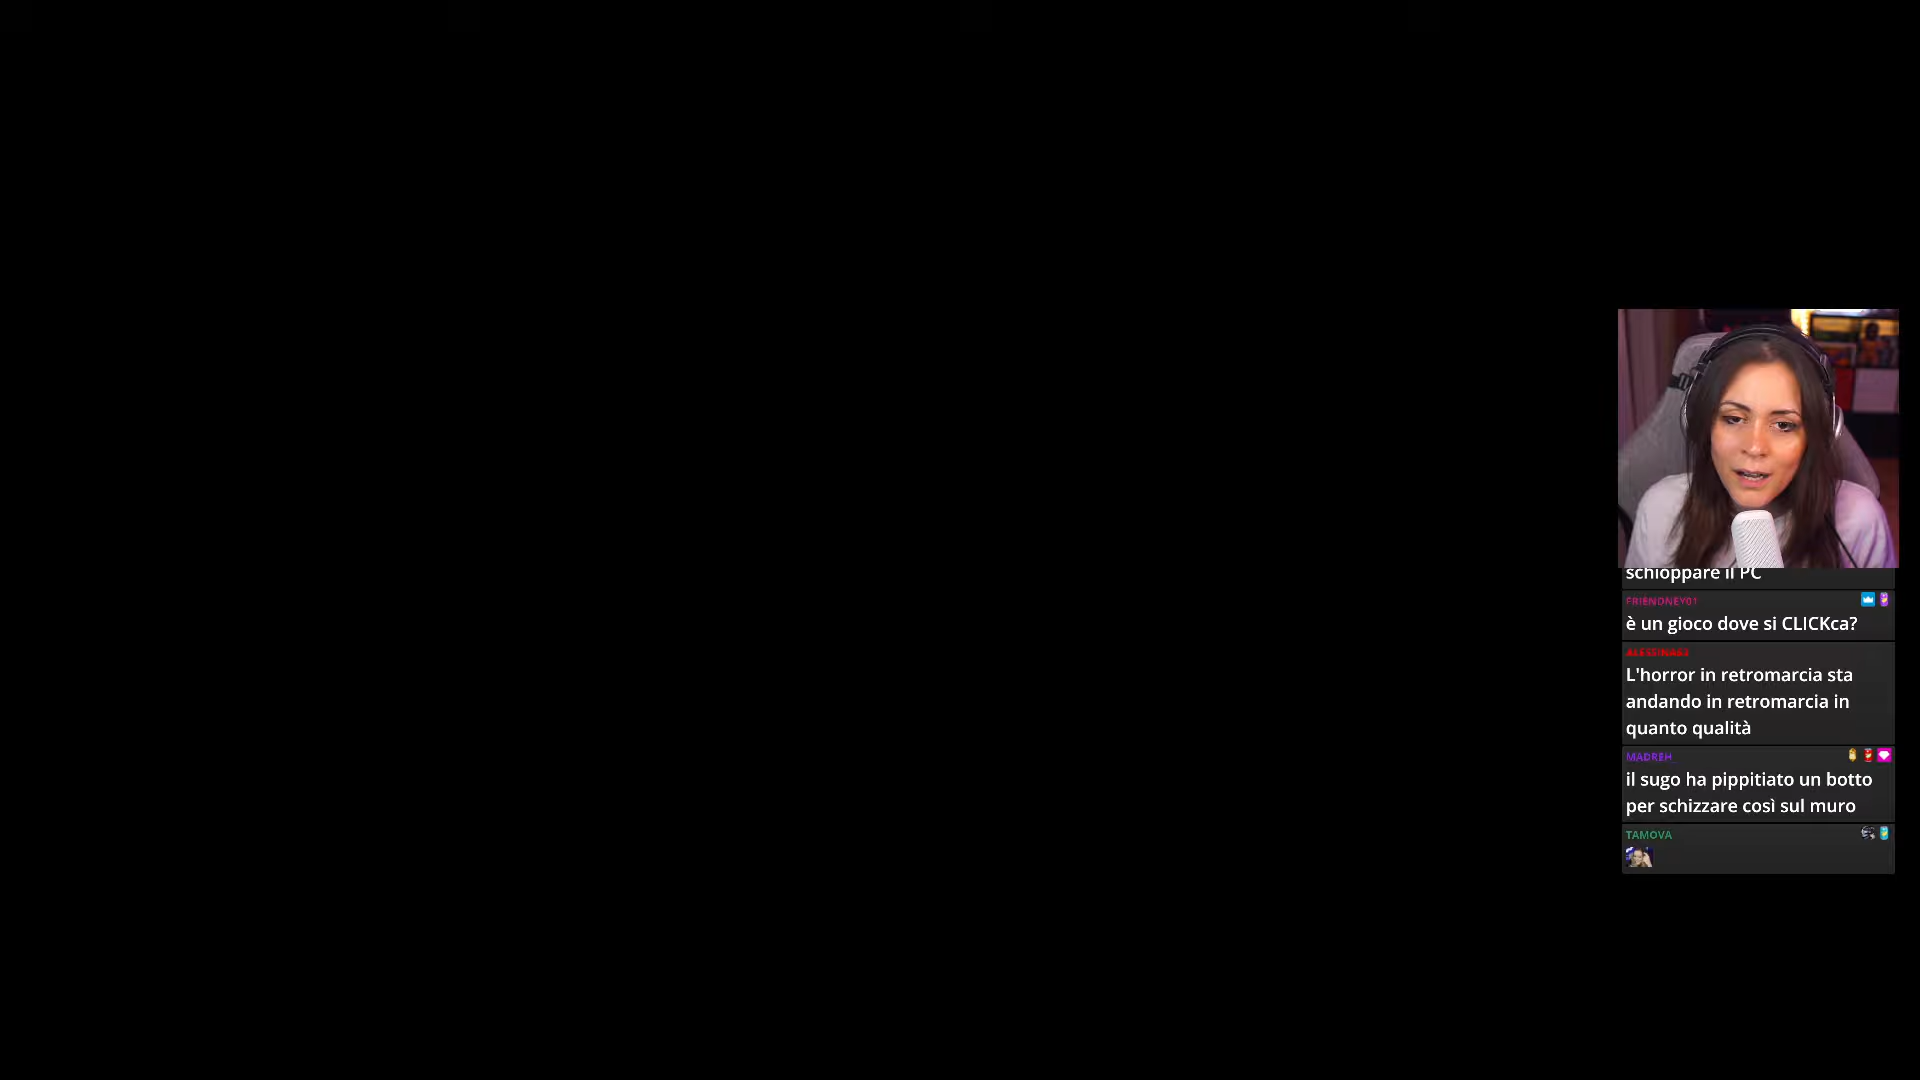 schioppare il PC
FRIENDNEY01
è un gioco dove si CLICKca?
L'horror in retromarcia sta
andando in retromarcia in
quanto qualità
MADREH_
il sugo ha pippitiato un botto
per schizzare così sul muro
TAMOVA